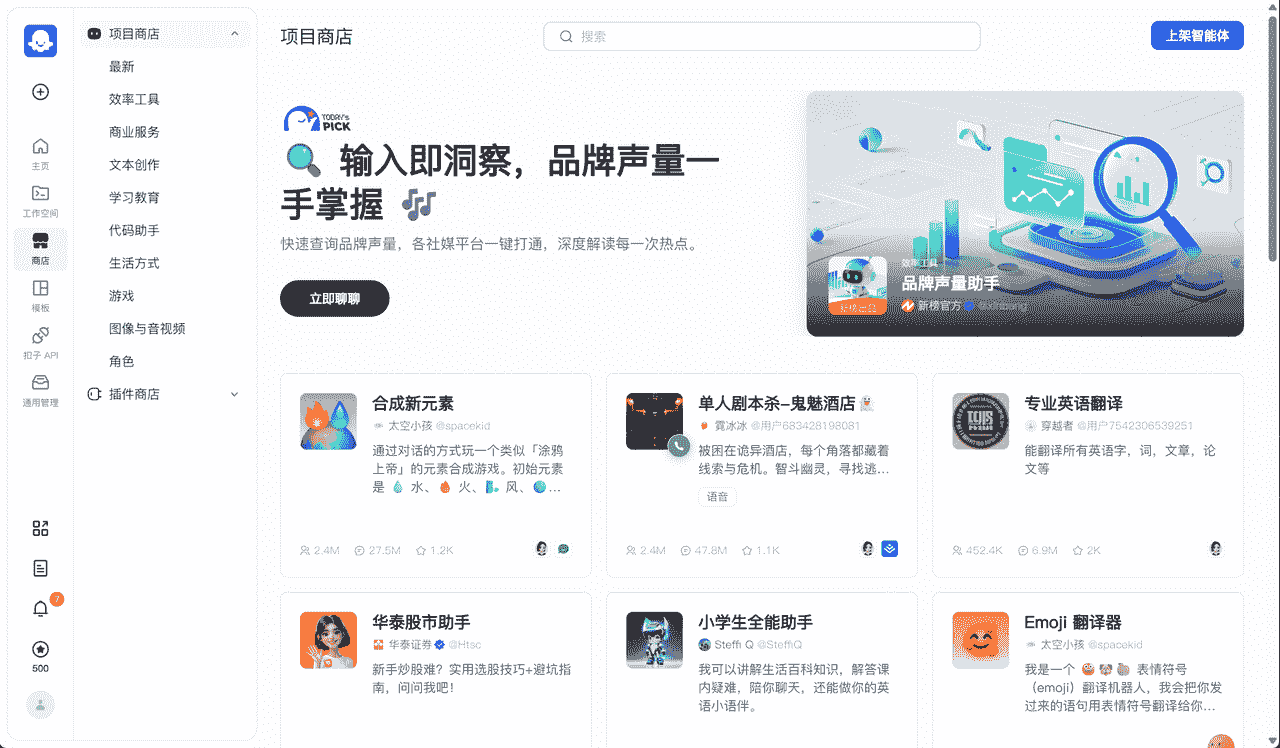 项目商店
最新
效率工具
商业服务
文本创作
学习教育
代码助手
生活方式
游戏
图像与音视频
角色
插件商店
主页
工作空间
商店
模板
扣子 API
通用管理
7
500
项目商店
搜索
上架智能体
TODAY's
PICK
输入即洞察，品牌声量一
手掌握
快速查询品牌声量，各社媒平台一键打通，深度解读每一次热点。
立即聊聊
效率工具
品牌声量助手
新榜官方
合成新元素
太空小孩 @spacekid
通过对话的方式玩一个类似「涂鸦
上帝」的元素合成游戏。初始元素
是 💧 水、🔥 火、🌬️ 风、🌍...
2.4M 27.5M 1.2K
单人剧本杀–鬼魅酒店👻
霓冰冰 @用户683428198081
被困在诡异酒店，每个角落都藏着
线索与危机。智斗幽灵，寻找逃...
语音
2.4M 47.8M 1.1K
专业英语翻译
穿越者 @用户7542306539251
能翻译所有英语字，词，文章，论
文等
452.4K 6.9M 2K
华泰股市助手
华泰证券 @Htsc
新手炒股难？实用选股技巧+避坑指
南，问问我吧！
小学生全能助手
Steffi Q @SteffiQ
我可以讲解生活百科知识，解答课
内疑难，陪你聊天，还能做你的英
语小语伴。
Emoji 翻译器
太空小孩 @spacekid
我是一个 表情符号
（emoji）翻译机器人，我会把你发
过来的语句用表情符号翻译给你...